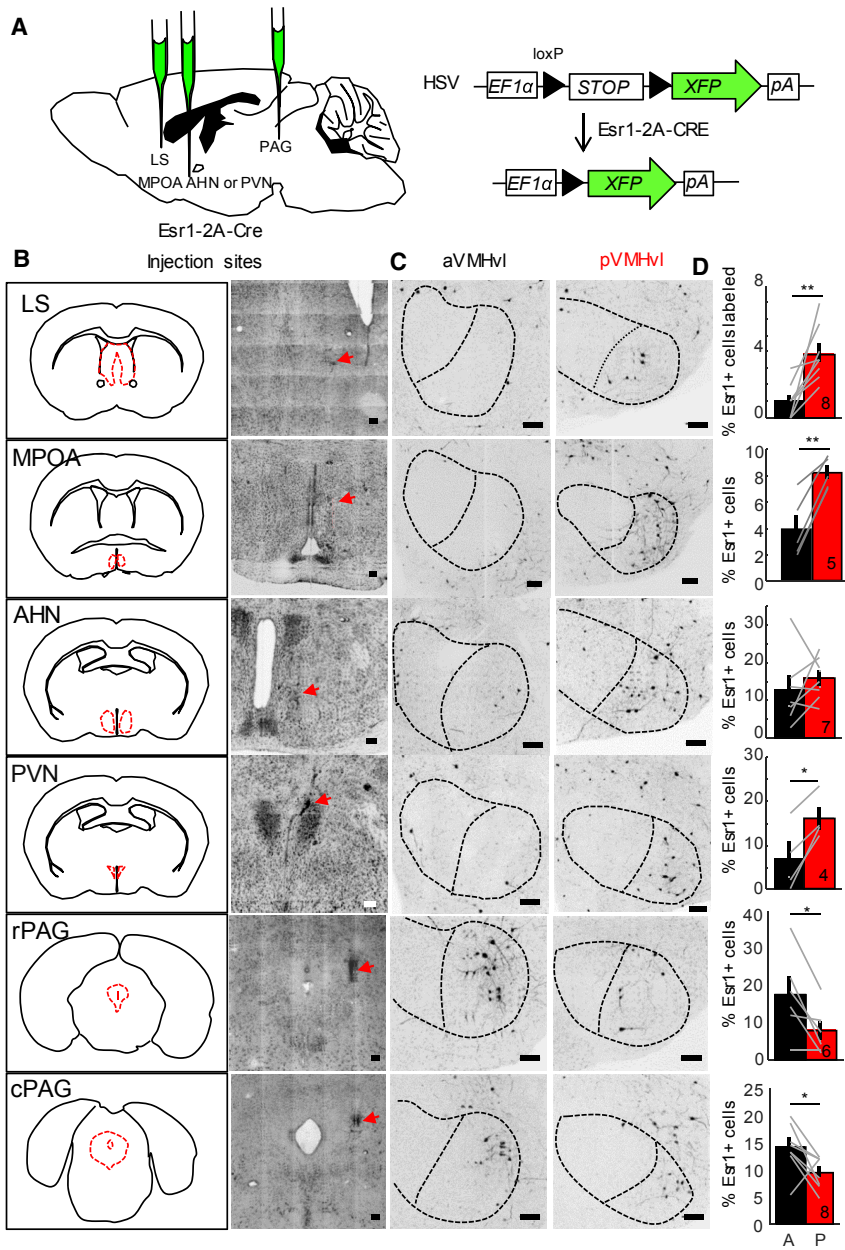 A
loxP
HSV
EF1α
STOP
XFP
pA
Esr1-2A-CRE
EF1α
XFP
pA
LS
PAG
MPOA AHN or PVN
Esr1-2A-Cre
B
Injection sites
C
aVMHvl
pVMHvl
D
LS
8
4
0
% Esr1+ cells labeled
**
8
MPOA
10
8
6
4
2
0
% Esr1+ cells
**
5
AHN
30
20
10
0
% Esr1+ cells
7
PVN
30
20
10
0
% Esr1+ cells
*
4
rPAG
40
30
20
10
0
% Esr1+ cells
*
6
cPAG
25
20
15
10
5
0
% Esr1+ cells
*
8
A P